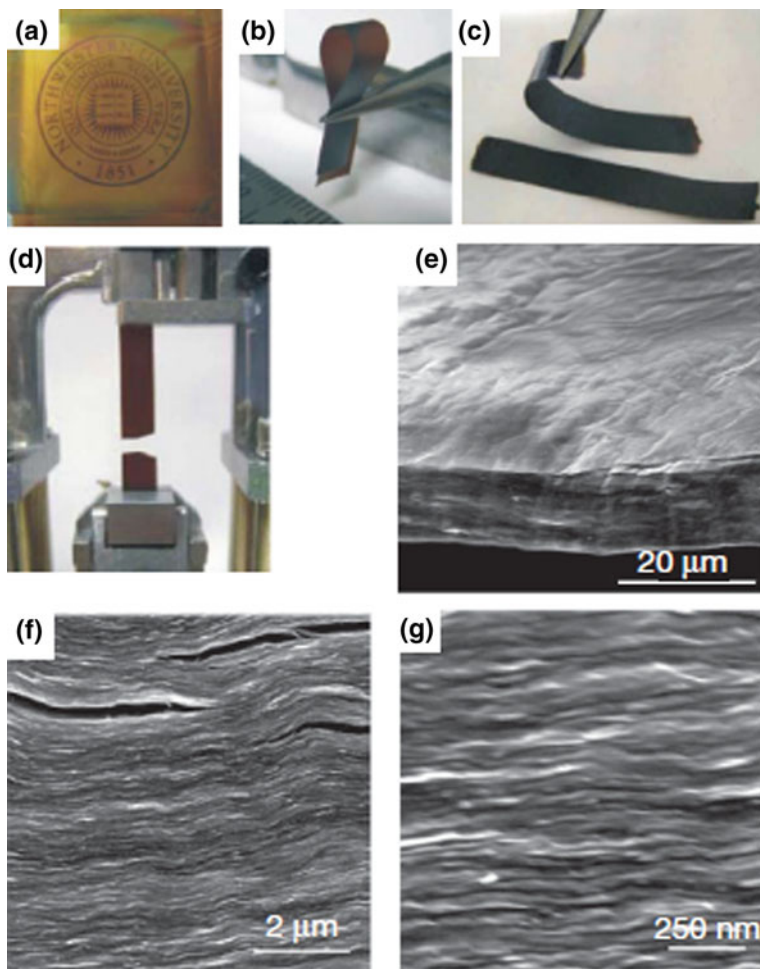 (a)
(b)
(c)
NORTHWESTERN UNIVERSITY
· 1851 ·
(d)
(e)
20 μm
(f)
(g)
2 μm
250 nm